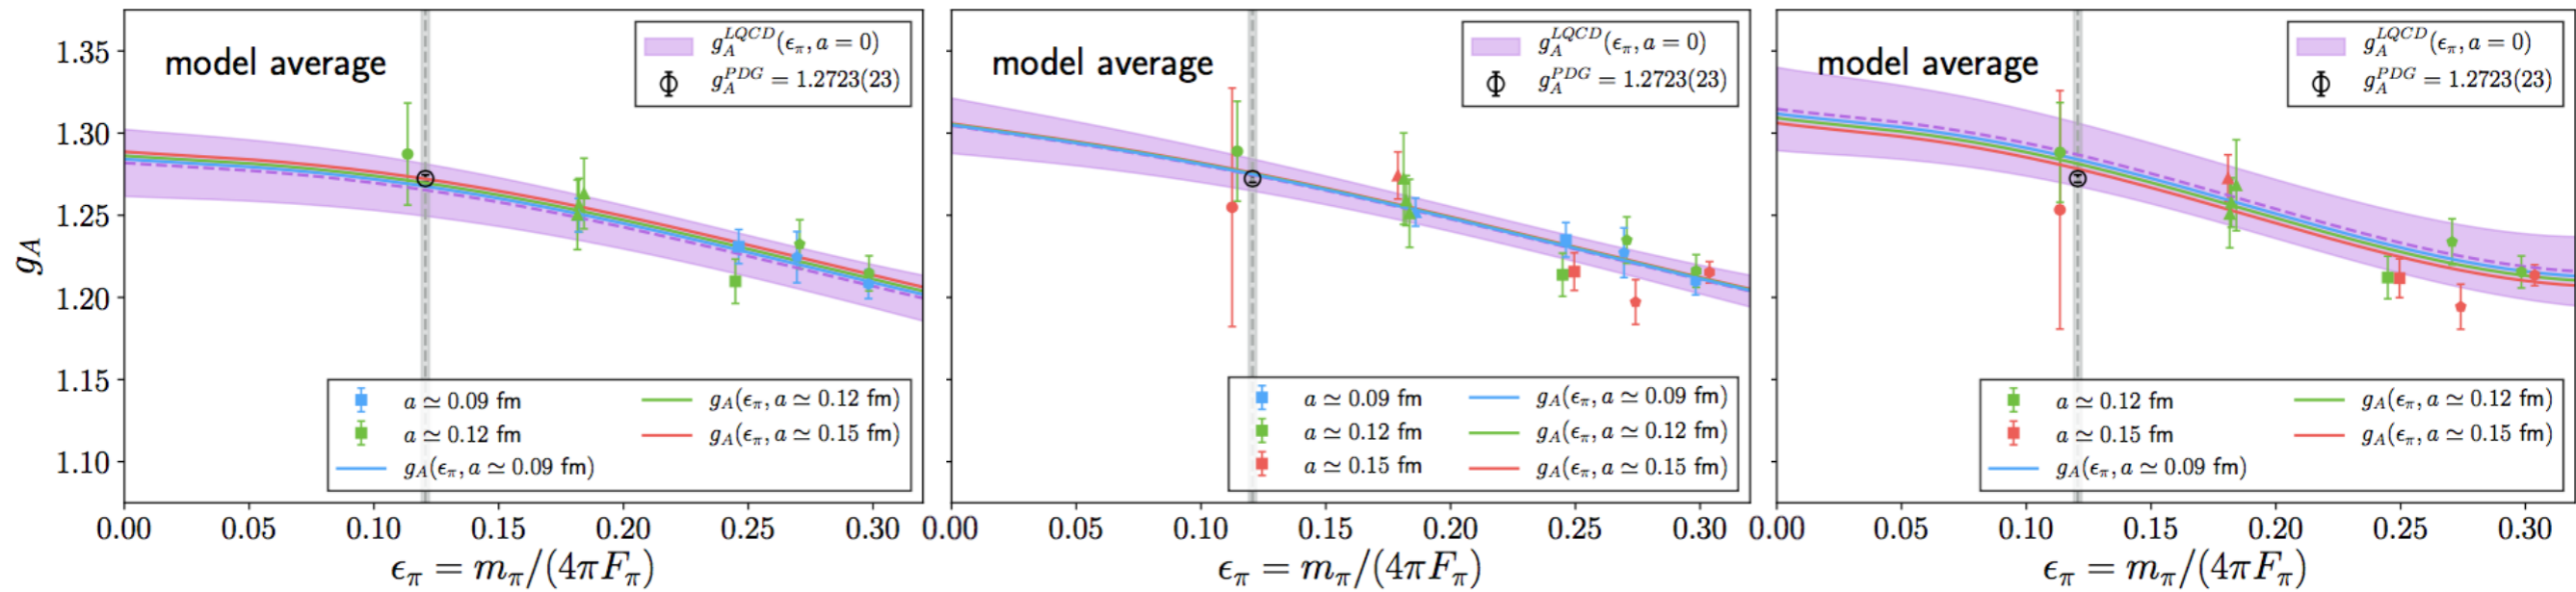 model average
g_A^{LQCD}(ϵ_π, a = 0)
g_A^{PDG} = 1.2723(23)
1.35
1.30
1.25
1.20
1.15
1.10
g_A
a ≃ 0.09 fm
a ≃ 0.12 fm
g_A(ϵ_π, a ≃ 0.09 fm)
g_A(ϵ_π, a ≃ 0.12 fm)
g_A(ϵ_π, a ≃ 0.15 fm)
0.00 0.05 0.10 0.15 0.20 0.25 0.30
ϵ_π = m_π/(4πF_π)
model average
g_A^{LQCD}(ϵ_π, a = 0)
g_A^{PDG} = 1.2723(23)
a ≃ 0.09 fm
a ≃ 0.12 fm
a ≃ 0.15 fm
g_A(ϵ_π, a ≃ 0.09 fm)
g_A(ϵ_π, a ≃ 0.12 fm)
g_A(ϵ_π, a ≃ 0.15 fm)
0.00 0.05 0.10 0.15 0.20 0.25 0.30
ϵ_π = m_π/(4πF_π)
model average
g_A^{LQCD}(ϵ_π, a = 0)
g_A^{PDG} = 1.2723(23)
a ≃ 0.12 fm
a ≃ 0.15 fm
g_A(ϵ_π, a ≃ 0.09 fm)
g_A(ϵ_π, a ≃ 0.12 fm)
g_A(ϵ_π, a ≃ 0.15 fm)
0.00 0.05 0.10 0.15 0.20 0.25 0.30
ϵ_π = m_π/(4πF_π)